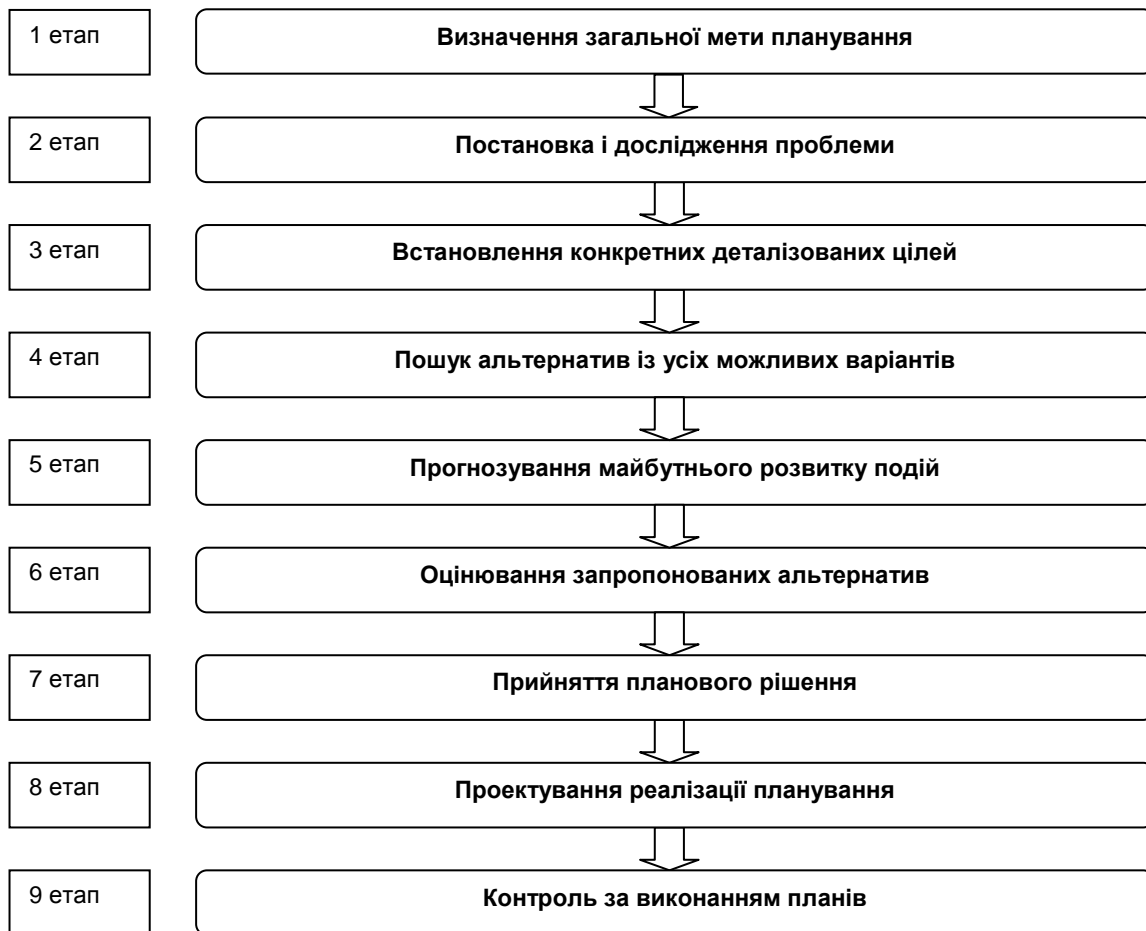 1 етап
Визначення загальної мети планування
2 етап
Постановка і дослідження проблеми
3 етап
Встановлення конкретних деталізованих цілей
4 етап
Пошук альтернатив із усіх можливих варіантів
5 етап
Прогнозування майбутнього розвитку подій
6 етап
Оцінювання запропонованих альтернатив
7 етап
Прийняття планового рішення
8 етап
Проектування реалізації планування
9 етап
Контроль за виконанням планів